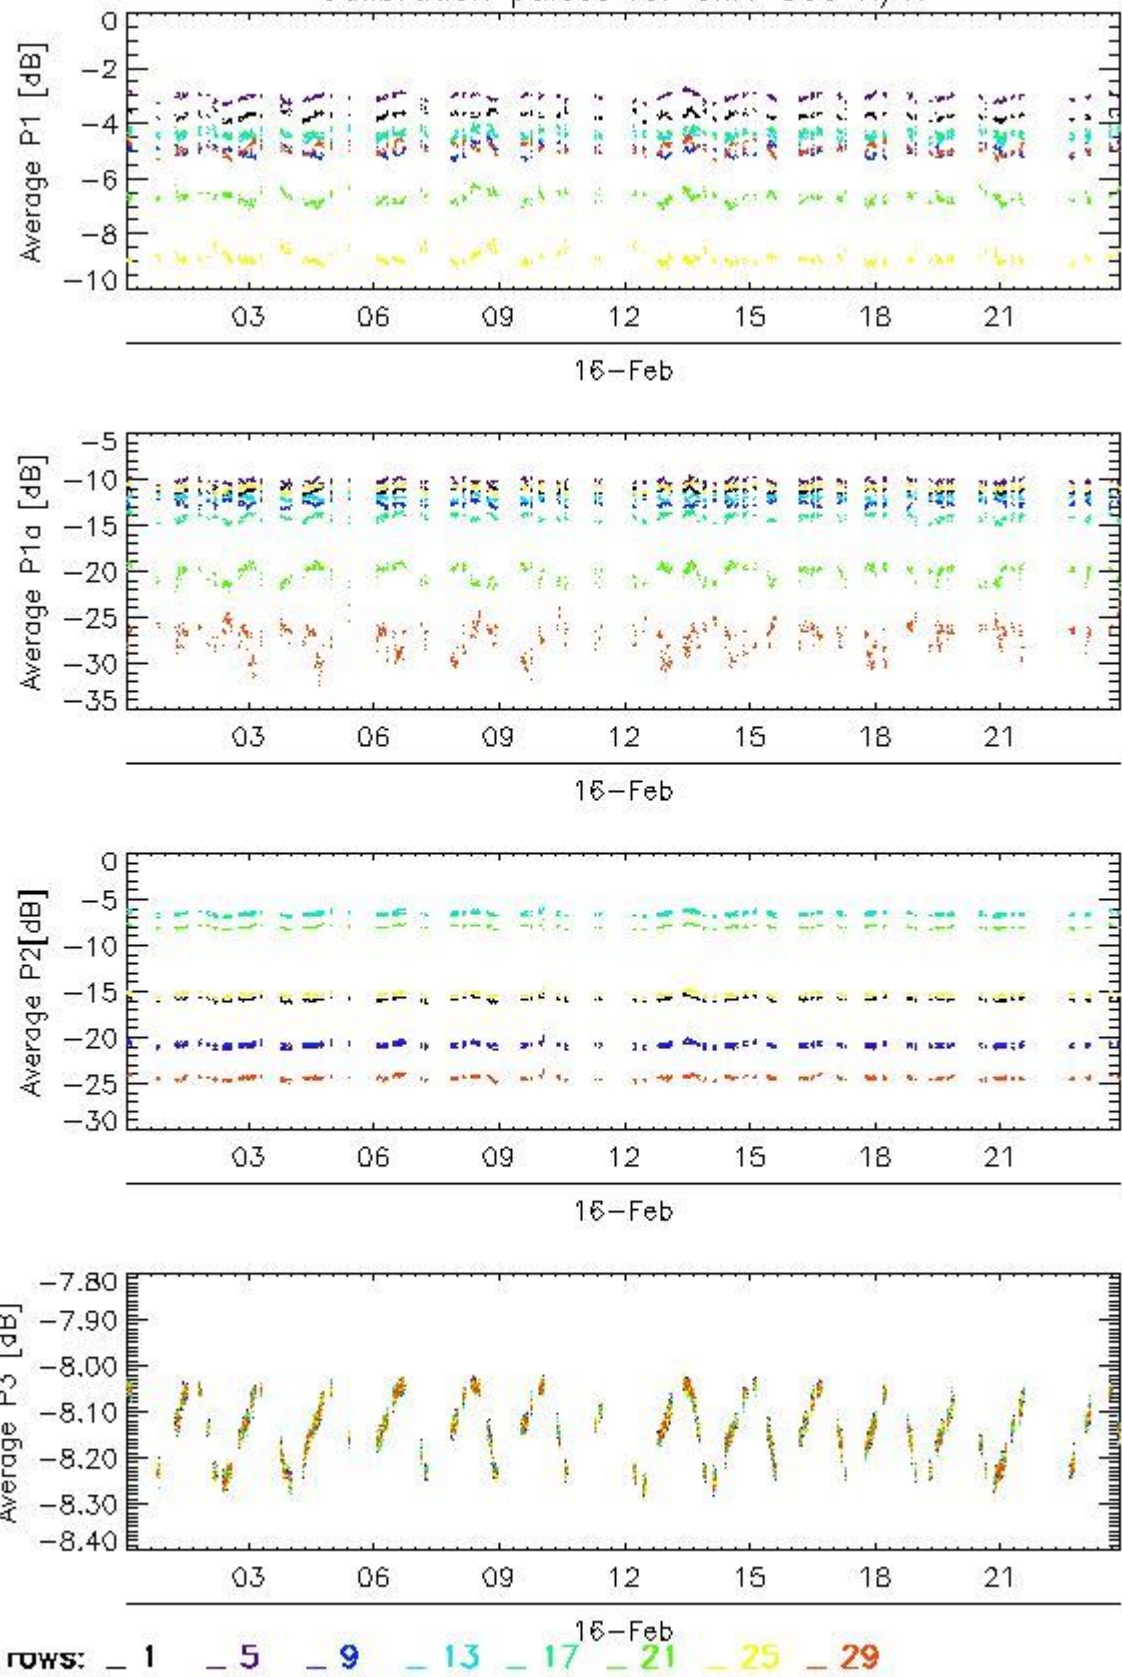 Average P1 [dB]
0
-2
-4
-6
-8
-10
03 06 09 12 15 18 21
16-Feb
Average P1a [dB]
-5
-10
-15
-20
-25
-30
-35
03 06 09 12 15 18 21
16-Feb
Average P2[dB]
0
-5
-10
-15
-20
-25
-30
03 06 09 12 15 18 21
16-Feb
Average P3 [dB]
-7.80
-7.90
-8.00
-8.10
-8.20
-8.30
-8.40
03 06 09 12 15 18 21
16-Feb
rows: _ 1 _ 5 _ 9 _ 13 _ 17 _ 21 _ 25 _ 29